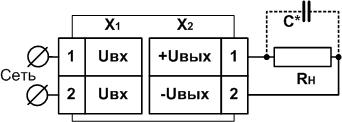 X1 X2 C*
1 Uвх +Uвых 1
Rн
Сеть
2 Uвх -Uвых 2